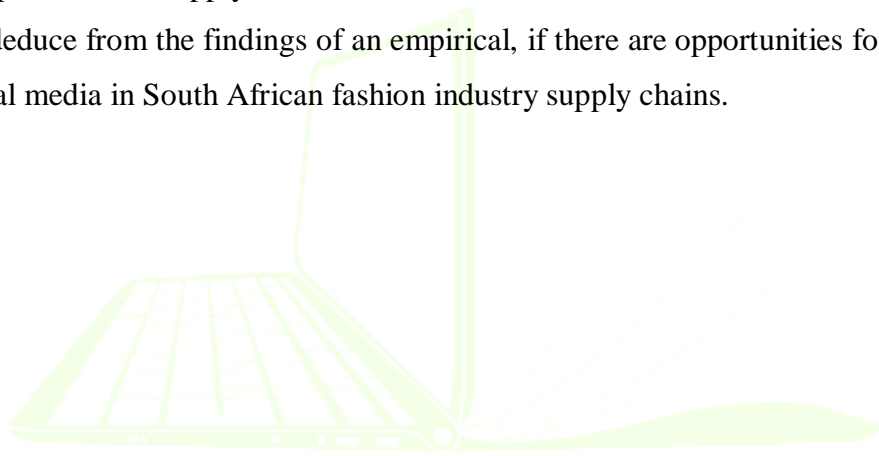 deduce from the findings of an empirical, if there are opportunities fo
al media in South African fashion industry supply chains.